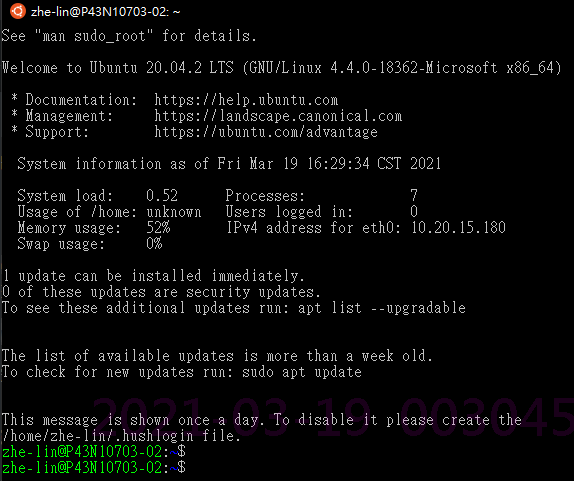 zhe-lin@P43N10703-02: ~
See "man sudo_root" for details.
Welcome to Ubuntu 20.04.2 LTS (GNU/Linux 4.4.0-18362-Microsoft x86_64)
* Documentation:  https://help.ubuntu.com
* Management:     https://landscape.canonical.com
* Support:        https://ubuntu.com/advantage
System information as of Fri Mar 19 16:29:34 CST 2021
System load:    0.52      Processes:              7
Usage of /home: unknown   Users logged in:        0
Memory usage:   52%       IPv4 address for eth0: 10.20.15.180
Swap usage:     0%
1 update can be installed immediately.
0 of these updates are security updates.
To see these additional updates run: apt list --upgradable
The list of available updates is more than a week old.
To check for new updates run: sudo apt update
2021-03-19-003045
This message is shown once a day. To disable it please create the
/home/zhe-lin/.hushlogin file.
zhe-lin@P43N10703-02:~$
zhe-lin@P43N10703-02:~$